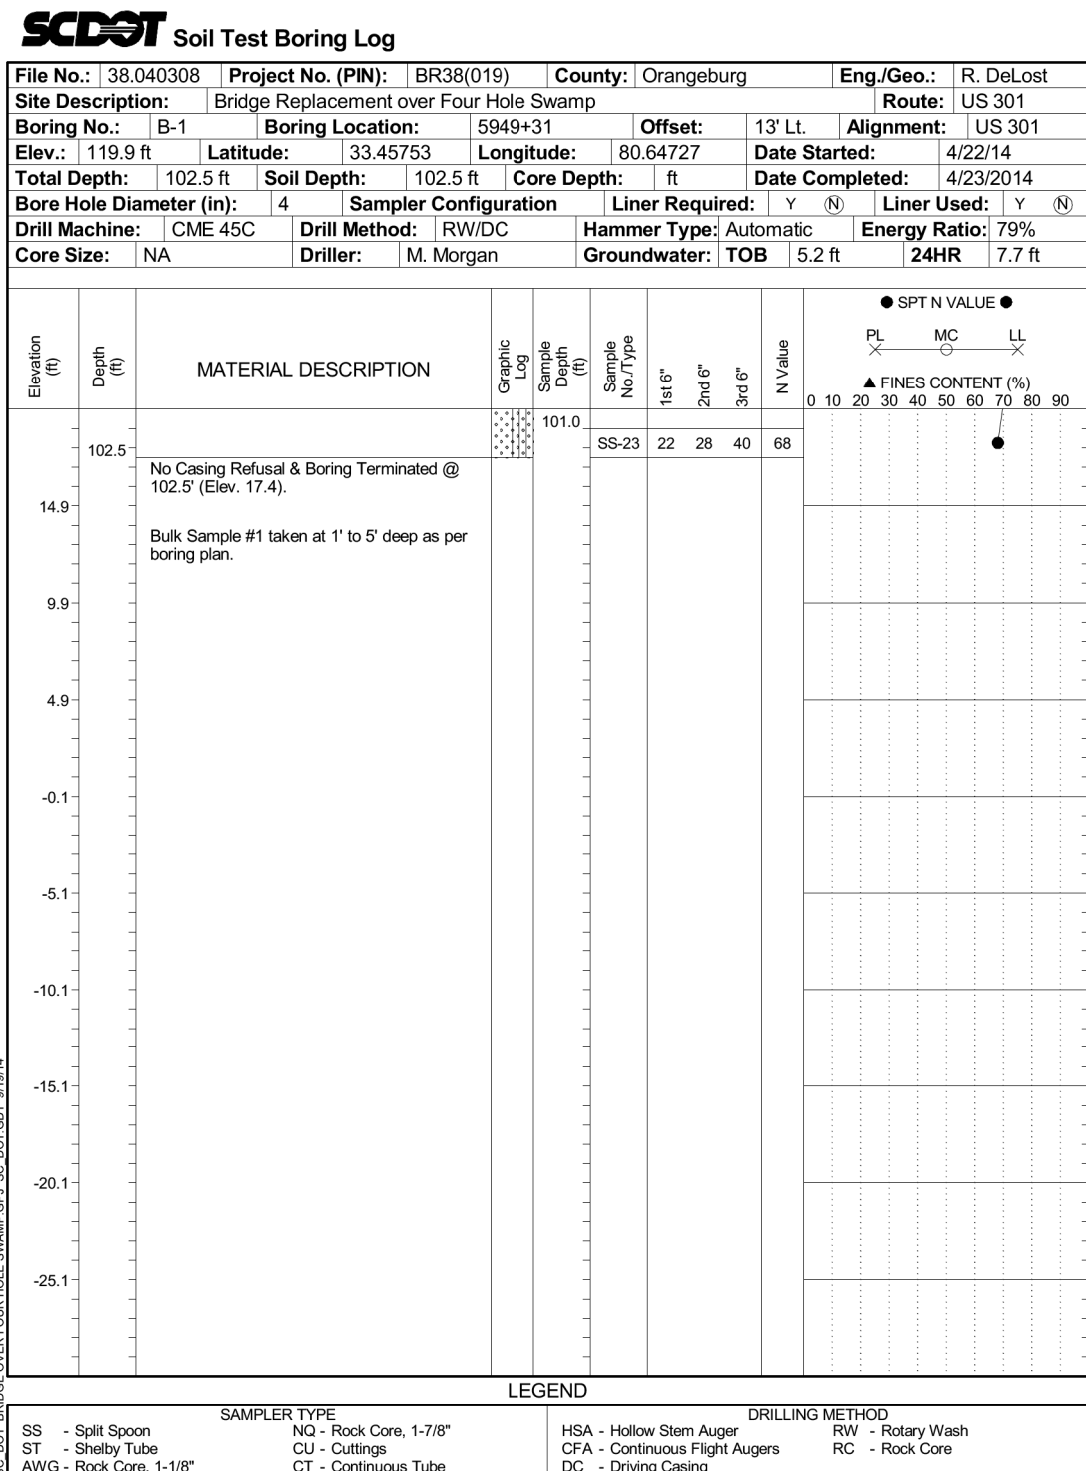 SCDOT Soil Test Boring Log
File No.: 38.040308 Project No. (PIN): BR38(019) County: Orangeburg Eng./Geo.: R. DeLost
Site Description: Bridge Replacement over Four Hole Swamp Route: US 301
Boring No.: B-1 Boring Location: 5949+31 Offset: 13' Lt. Alignment: US 301
Elev.: 119.9 ft Latitude: 33.45753 Longitude: 80.64727 Date Started: 4/22/14
Total Depth: 102.5 ft Soil Depth: 102.5 ft Core Depth: ft Date Completed: 4/23/2014
Bore Hole Diameter (in): 4 Sampler Configuration Liner Required: Y Ⓝ Liner Used: Y Ⓝ
Drill Machine: CME 45C Drill Method: RW/DC Hammer Type: Automatic Energy Ratio: 79%
Core Size: NA Driller: M. Morgan Groundwater: TOB 5.2 ft 24HR 7.7 ft
Elevation (ft)
Depth (ft)
MATERIAL DESCRIPTION
Graphic Log
Sample Depth (ft)
Sample No./Type
1st 6"
2nd 6"
3rd 6"
N Value
● SPT N VALUE ●
PL MC LL
▲ FINES CONTENT (%)
0 10 20 30 40 50 60 70 80 90
101.0
102.5 SS-23 22 28 40 68
No Casing Refusal & Boring Terminated @
102.5' (Elev. 17.4).
14.9
Bulk Sample #1 taken at 1' to 5' deep as per
boring plan.
9.9
4.9
-0.1
-5.1
-10.1
-15.1
-20.1
-25.1
LEGEND
SAMPLER TYPE
SS - Split Spoon NQ - Rock Core, 1-7/8"
ST - Shelby Tube CU - Cuttings
AWG - Rock Core, 1-1/8" CT - Continuous Tube
DRILLING METHOD
HSA - Hollow Stem Auger RW - Rotary Wash
CFA - Continuous Flight Augers RC - Rock Core
DC - Driving Casing